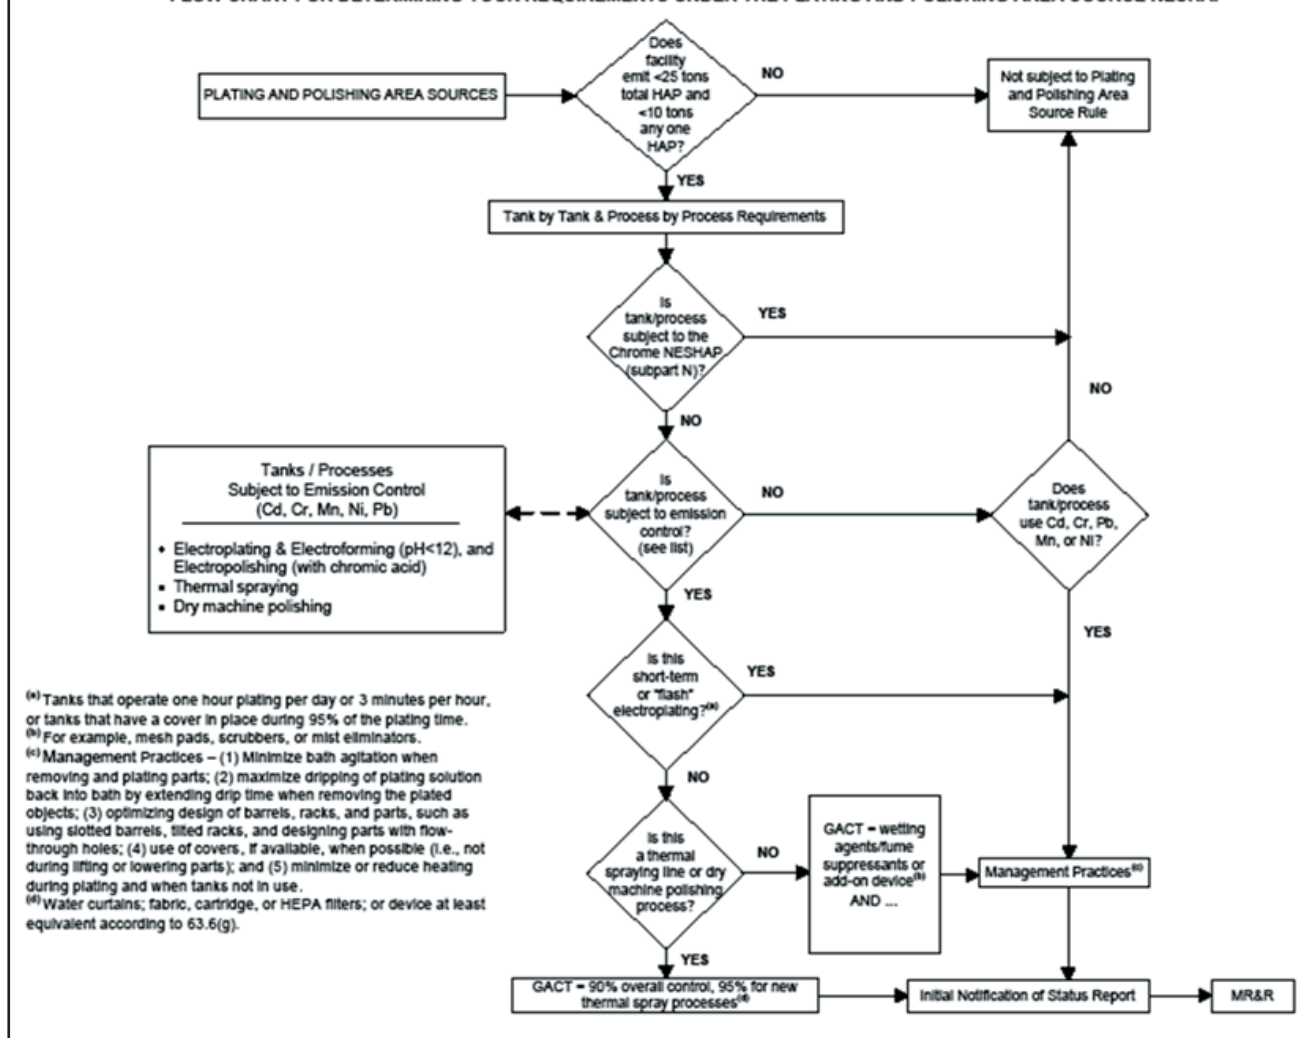 FLOW CHART FOR DETERMINING YOUR REQUIREMENTS UNDER THE PLATING AND POLISHING AREA SOURCE NESHAP
PLATING AND POLISHING AREA SOURCES
Does
facility
emit <25 tons
total HAP and
<10 tons
any one
HAP?
NO
Not subject to Plating
and Polishing Area
Source Rule
YES
Tank by Tank & Process by Process Requirements
Is
tank/process
subject to the
Chrome NESHAP
(subpart N)?
YES
NO
NO
Tanks / Processes
Subject to Emission Control
(Cd, Cr, Mn, Ni, Pb)
• Electroplating & Electroforming (pH<12), and
Electropolishing (with chromic acid)
▪ Thermal spraying
▪ Dry machine polishing
Is
tank/process
subject to emission
control?
(see list)
NO
Does
tank/process
use Cd, Cr, Pb,
Mn, or Ni?
YES
YES
Is this
short-term
or "flash"
electroplating?(a)
YES
NO
(a) Tanks that operate one hour plating per day or 3 minutes per hour,
or tanks that have a cover in place during 95% of the plating time.
(b) For example, mesh pads, scrubbers, or mist eliminators.
(c) Management Practices – (1) Minimize bath agitation when
removing and plating parts; (2) maximize dripping of plating solution
back into bath by extending drip time when removing the plated
objects; (3) optimizing design of barrels, racks, and parts, such as
using slotted barrels, tilted racks, and designing parts with flow-
through holes; (4) use of covers, if available, when possible (i.e., not
during lifting or lowering parts); and (5) minimize or reduce heating
during plating and when tanks not in use.
(d) Water curtains; fabric, cartridge, or HEPA filters; or device at least
equivalent according to 63.6(g).
Is this
a thermal
spraying line or dry
machine polishing
process?
NO
GACT = wetting
agents/fume
suppressants or
add-on device(b)
AND ...
Management Practices(c)
YES
GACT = 90% overall control, 95% for new
thermal spray processes(d)
Initial Notification of Status Report
MR&R